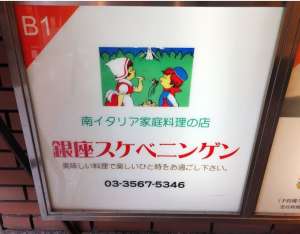 B1
南イタリア家庭料理の店
銀座スケベニンゲン
美味しい料理で楽しいひと時をお過ごし下さい。
03-3567-5346